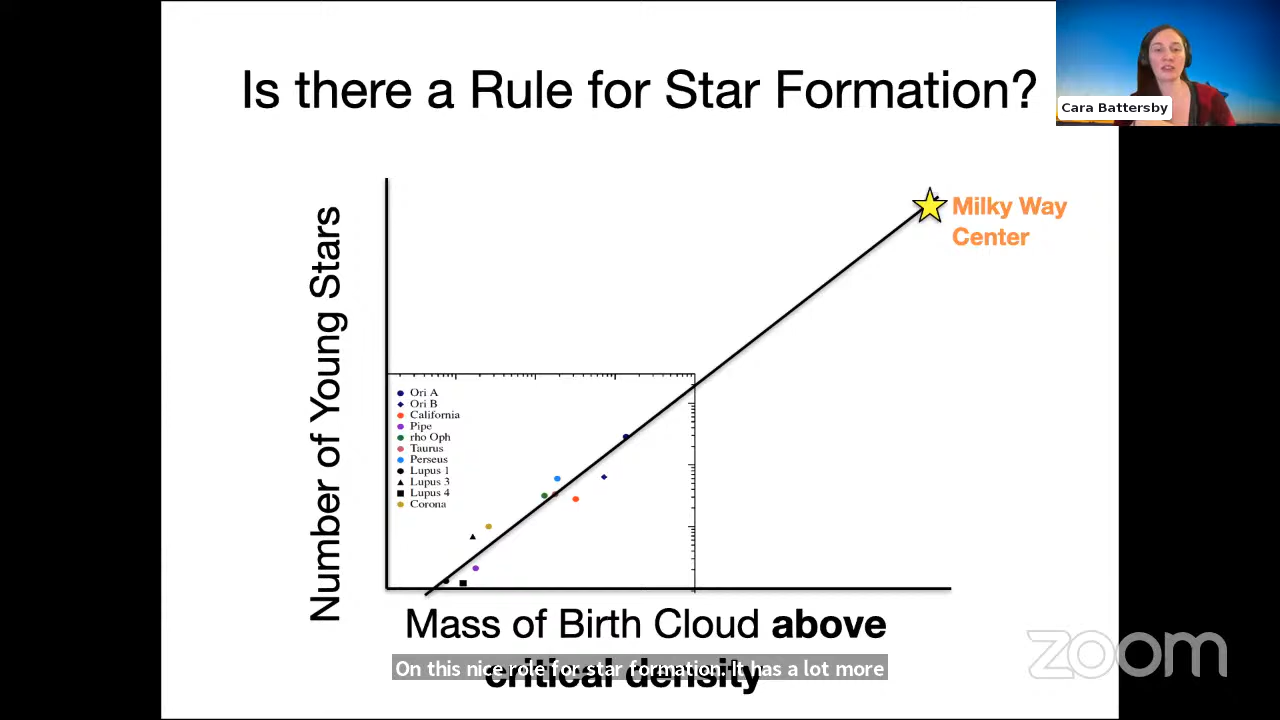 Is there a Rule for Star Formation?
Cara Battersby
Number of Young Stars
Milky Way
Center
Ori A
Ori B
California
Pipe
rho Oph
Taurus
Perseus
Lupus 1
Lupus 3
Lupus 4
Corona
Mass of Birth Cloud above
critical density
On this nice role for star formation. It has a lot more
zoom